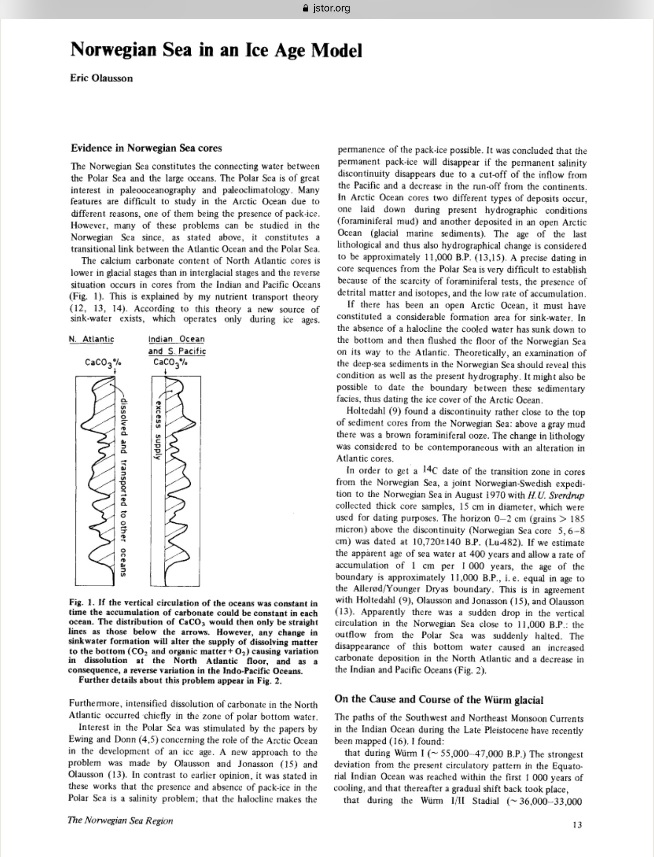 jstor.org
Norwegian Sea in an Ice Age Model
Eric Olausson
Evidence in Norwegian Sea cores
The Norwegian Sea constitutes the connecting water between
the Polar Sea and the large oceans. The Polar Sea is of great
interest in paleooceanography and paleoclimatology. Many
features are difficult to study in the Arctic Ocean due to
different reasons, one of them being the presence of pack-ice.
However, many of these problems can be studied in the
Norwegian Sea since, as stated above, it constitutes a
transitional link between the Atlantic Ocean and the Polar Sea.
The calcium carbonate content of North Atlantic cores is
lower in glacial stages than in interglacial stages and the reverse
situation occurs in cores from the Indian and Pacific Oceans
(Fig. 1). This is explained by my nutrient transport theory
(12, 13, 14). According to this theory a new source of
sink-water exists, which operates only during ice ages.
N. Atlantic
CaCO₃%
dissolved and transported to other oceans
Indian Ocean
and S. Pacific
CaCO₃%
excess supply
Fig. 1. If the vertical circulation of the oceans was constant in
time the accumulation of carbonate could be constant in each
ocean. The distribution of CaCO₃ would then only be straight
lines as those below the arrows. However, any change in
sinkwater formation will alter the supply of dissolving matter
to the bottom (CO₂ and organic matter + O₂) causing variation
in dissolution at the North Atlantic floor, and as a
consequence, a reverse variation in the Indo-Pacific Oceans.
Further details about this problem appear in Fig. 2.
Furthermore, intensified dissolution of carbonate in the North
Atlantic occurred chiefly in the zone of polar bottom water.
Interest in the Polar Sea was stimulated by the papers by
Ewing and Donn (4,5) concerning the role of the Arctic Ocean
in the development of an ice age. A new approach to the
problem was made by Olausson and Jonasson (15) and
Olausson (13). In contrast to earlier opinion, it was stated in
these works that the presence and absence of pack-ice in the
Polar Sea is a salinity problem; that the halocline makes the
permanence of the pack-ice possible. It was concluded that the
permanent pack-ice will disappear if the permanent salinity
discontinuity disappears due to a cut-off of the inflow from
the Pacific and a decrease in the run-off from the continents.
In Arctic Ocean cores two different types of deposits occur,
one laid down during present hydrographic conditions
(foraminiferal mud) and another deposited in an open Arctic
Ocean (glacial marine sediments). The age of the last
lithological and thus also hydrographical change is considered
to be approximately 11,000 B.P. (13,15). A precise dating in
core sequences from the Polar Sea is very difficult to establish
because of the scarcity of foraminiferal tests, the presence of
detrital matter and isotopes, and the low rate of accumulation.
If there has been an open Arctic Ocean, it must have
constituted a considerable formation area for sink-water. In
the absence of a halocline the cooled water has sunk down to
the bottom and then flushed the floor of the Norwegian Sea
on its way to the Atlantic. Theoretically, an examination of
the deep-sea sediments in the Norwegian Sea should reveal this
condition as well as the present hydrography. It might also be
possible to date the boundary between these sedimentary
facies, thus dating the ice cover of the Arctic Ocean.
Holtedahl (9) found a discontinuity rather close to the top
of sediment cores from the Norwegian Sea: above a gray mud
there was a brown foraminiferal ooze. The change in lithology
was considered to be contemporaneous with an alteration in
Atlantic cores.
In order to get a ¹⁴C date of the transition zone in cores
from the Norwegian Sea, a joint Norwegian-Swedish expedi-
tion to the Norwegian Sea in August 1970 with H.U. Sverdrup
collected thick core samples, 15 cm in diameter, which were
used for dating purposes. The horizon 0–2 cm (grains > 185
micron) above the discontinuity (Norwegian Sea core 5,6–8
cm) was dated at 10,720±140 B.P. (Lu-482). If we estimate
the apparent age of sea water at 400 years and allow a rate of
accumulation of 1 cm per 1 000 years, the age of the
boundary is approximately 11,000 B.P., i.e. equal in age to
the Allerød/Younger Dryas boundary. This is in agreement
with Holtedahl (9), Olausson and Jonasson (15), and Olausson
(13). Apparently there was a sudden drop in the vertical
circulation in the Norwegian Sea close to 11,000 B.P.: the
outflow from the Polar Sea was suddenly halted. The
disappearance of this bottom water caused an increased
carbonate deposition in the North Atlantic and a decrease in
the Indian and Pacific Oceans (Fig. 2).
On the Cause and Course of the Würm glacial
The paths of the Southwest and Northeast Monsoon Currents
in the Indian Ocean during the Late Pleistocene have recently
been mapped (16). I found:
that during Würm I (~ 55,000–47,000 B.P.) The strongest
deviation from the present circulatory pattern in the Equato-
rial Indian Ocean was reached within the first 1 000 years of
cooling, and that thereafter a gradual shift back took place,
that during the Würm I/II Stadial (~ 36,000–33,000
The Norwegian Sea Region
13